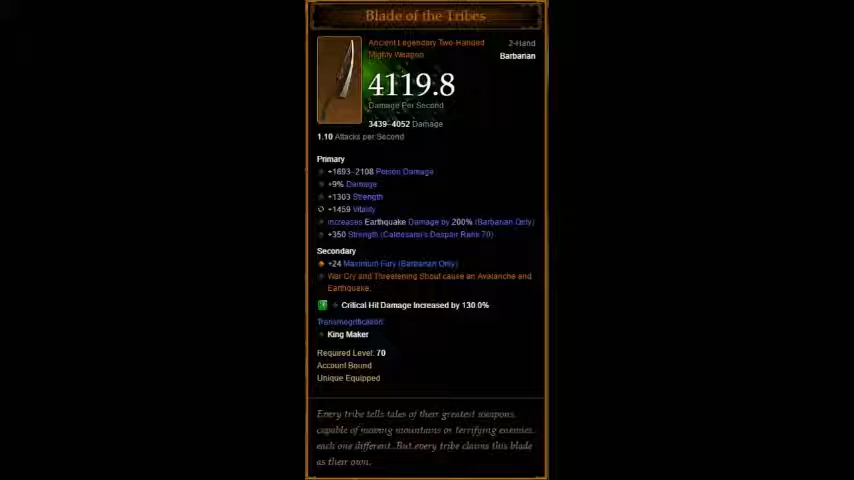 Blade of the Tribes
Ancient Legendary Two-Handed 2-Hand
Mighty Weapon Barbarian
4119.8
Damage Per Second
3439–4052 Damage
1.10 Attacks per Second
Primary
+1693–2108 Poison Damage
+9% Damage
+1303 Strength
+1459 Vitality
Increases Earthquake Damage by 200% (Barbarian Only)
+350 Strength (Caldesann's Despair Rank 70)
Secondary
+24 Maximum Fury (Barbarian Only)
War Cry and Threatening Shout cause an Avalanche and
Earthquake.
Critical Hit Damage Increased by 130.0%
Transmogrification:
King Maker
Required Level: 70
Account Bound
Unique Equipped
Every tribe tells tales of their greatest weapons,
capable of moving mountains or terrifying enemies,
each one different. But every tribe claims this blade
as their own.